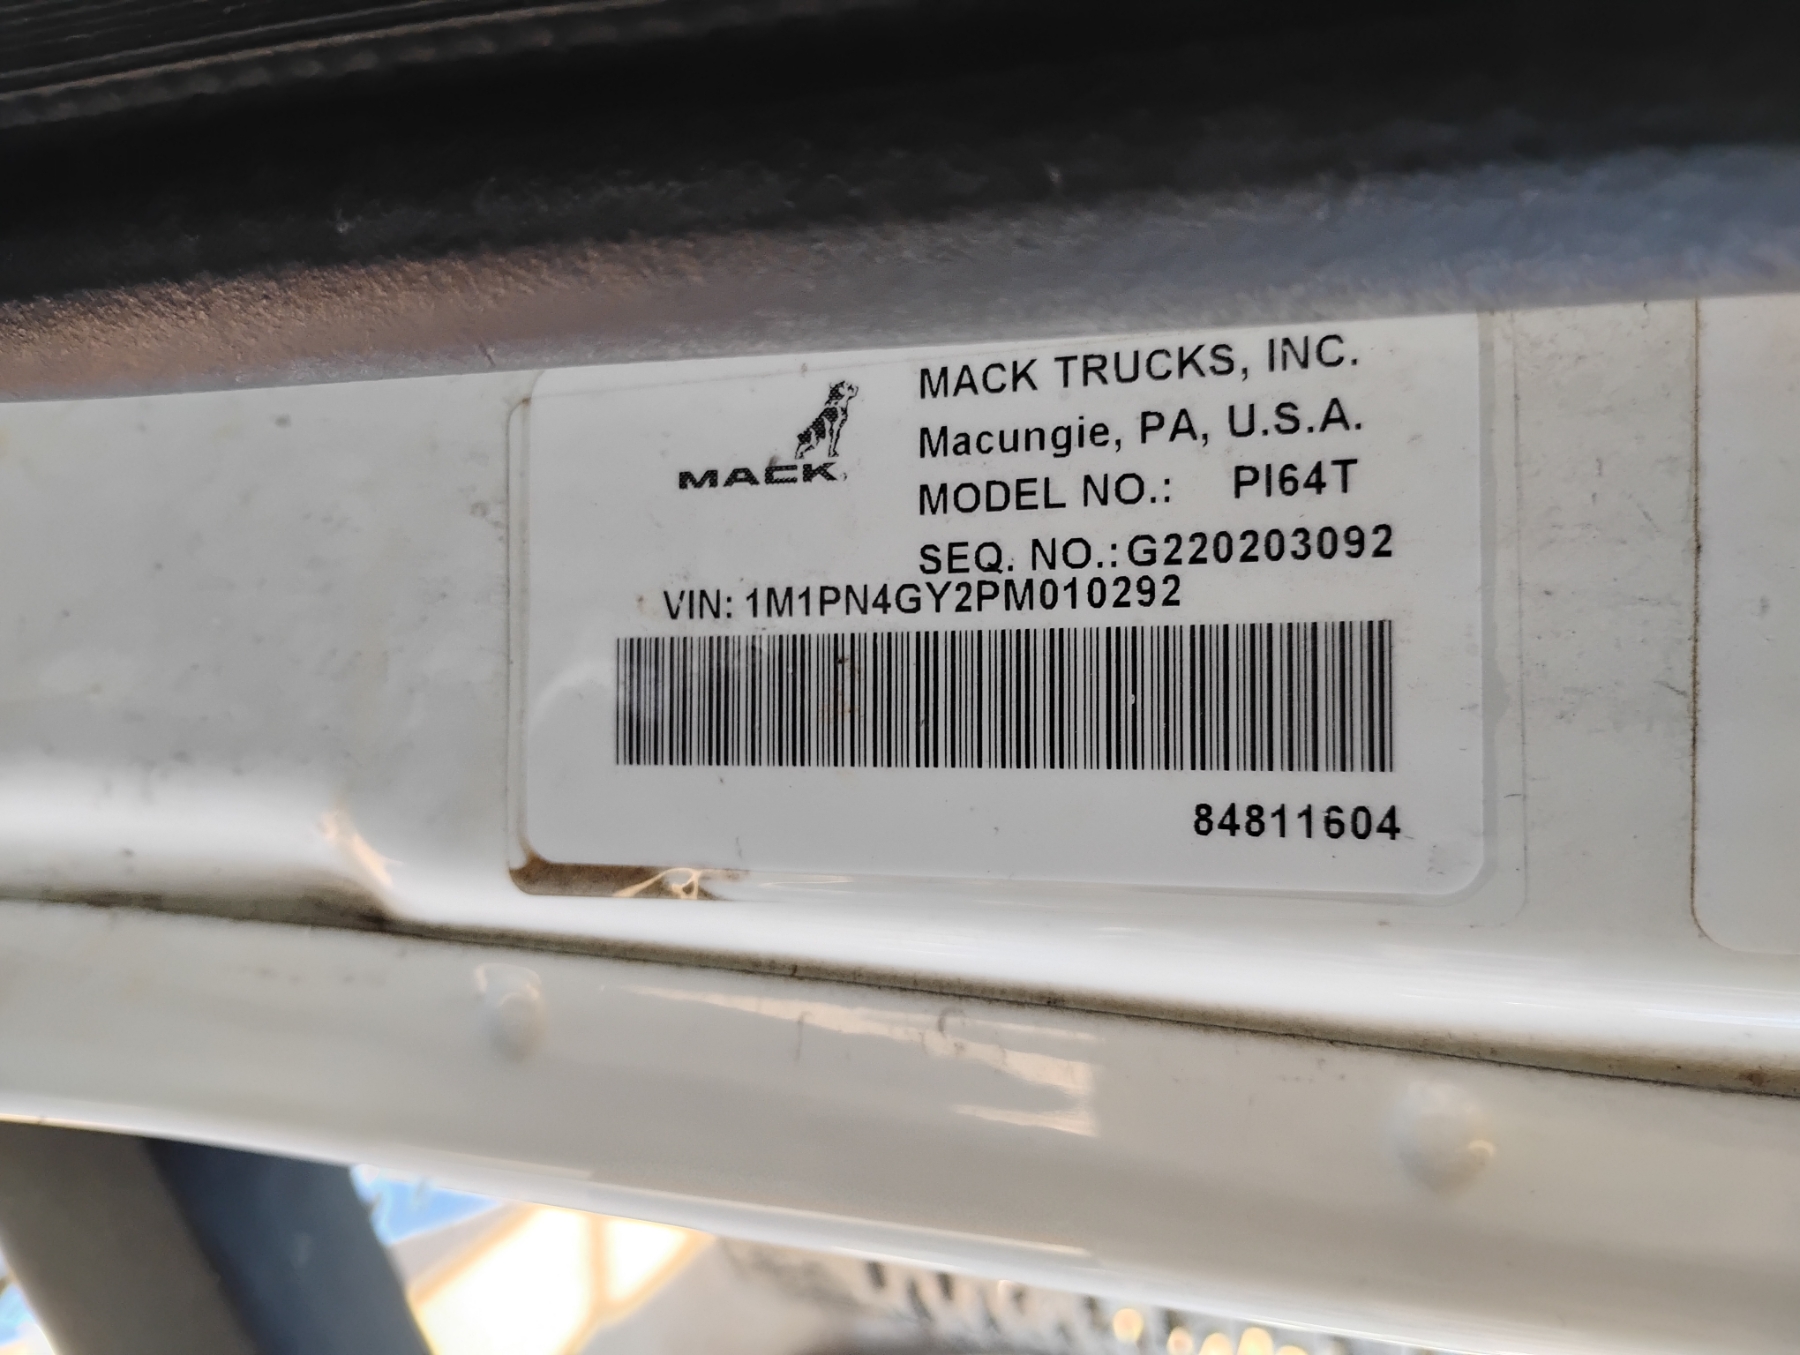 MACK
MACK TRUCKS, INC.
Macungie, PA, U.S.A.
MODEL NO.: PI64T
SEQ. NO.:G220203092
VIN: 1M1PN4GY2PM010292
84811604